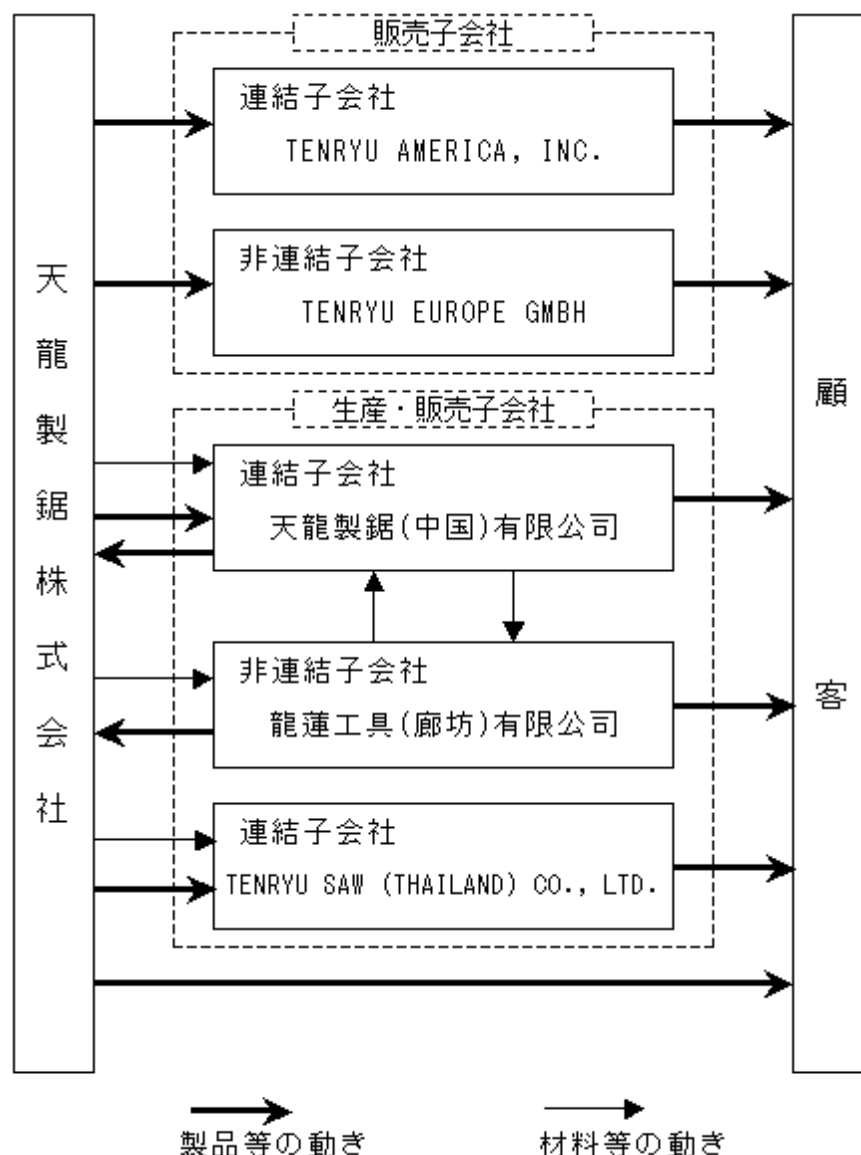 販売子会社
連結子会社
TENRYU AMERICA, INC.
非連結子会社
TENRYU EUROPE GMBH
天龍製鋸株式会社
顧客
生産・販売子会社
連結子会社
天龍製鋸(中国)有限公司
非連結子会社
龍蓮工具(廊坊)有限公司
連結子会社
TENRYU SAW (THAILAND) CO., LTD.
製品等の動き
材料等の動き